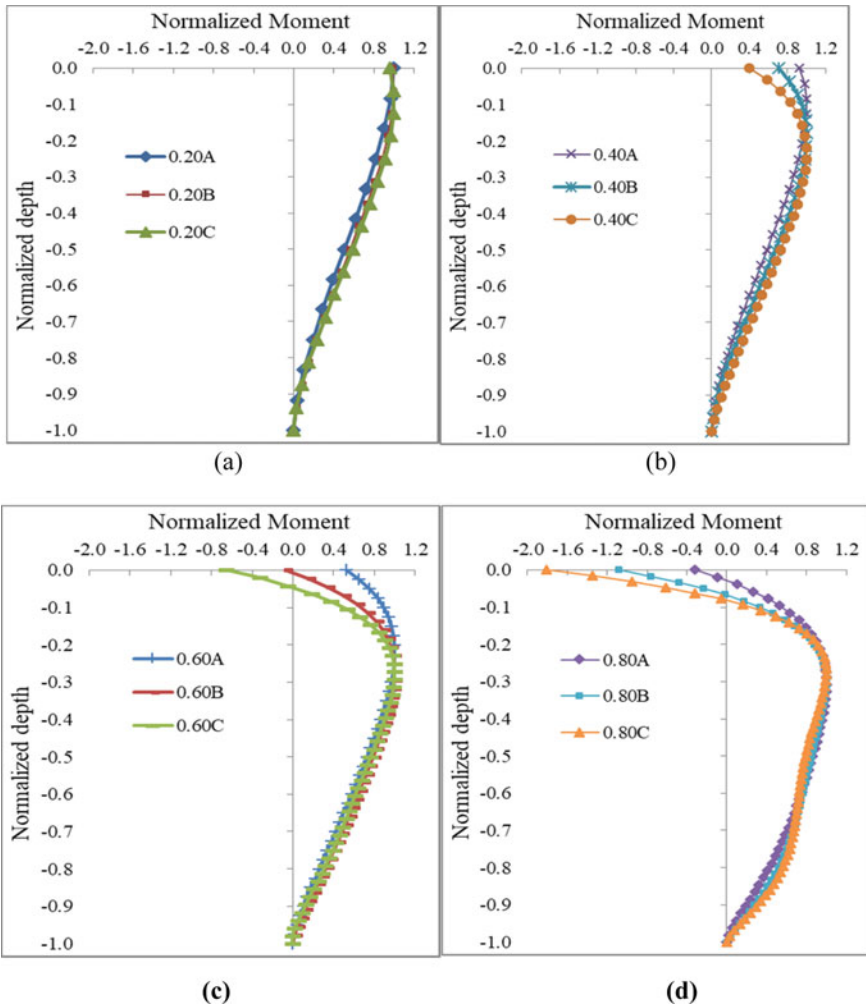 Normalized Moment
-2.0 -1.6 -1.2 -0.8 -0.4 0.0 0.4 0.8 1.2
0.0
-0.1
-0.2
-0.3
-0.4
-0.5
-0.6
-0.7
-0.8
-0.9
-1.0
Normalized depth
0.20A
0.20B
0.20C
(a)
Normalized Moment
-2.0 -1.6 -1.2 -0.8 -0.4 0.0 0.4 0.8 1.2
0.0
-0.1
-0.2
-0.3
-0.4
-0.5
-0.6
-0.7
-0.8
-0.9
-1.0
Normalized depth
0.40A
0.40B
0.40C
(b)
Normalized Moment
-2.0 -1.6 -1.2 -0.8 -0.4 0.0 0.4 0.8 1.2
0.0
-0.1
-0.2
-0.3
-0.4
-0.5
-0.6
-0.7
-0.8
-0.9
-1.0
Normalized depth
0.60A
0.60B
0.60C
(c)
Normalized Moment
-2.0 -1.6 -1.2 -0.8 -0.4 0.0 0.4 0.8 1.2
0.0
-0.1
-0.2
-0.3
-0.4
-0.5
-0.6
-0.7
-0.8
-0.9
-1.0
Normalized depth
0.80A
0.80B
0.80C
(d)